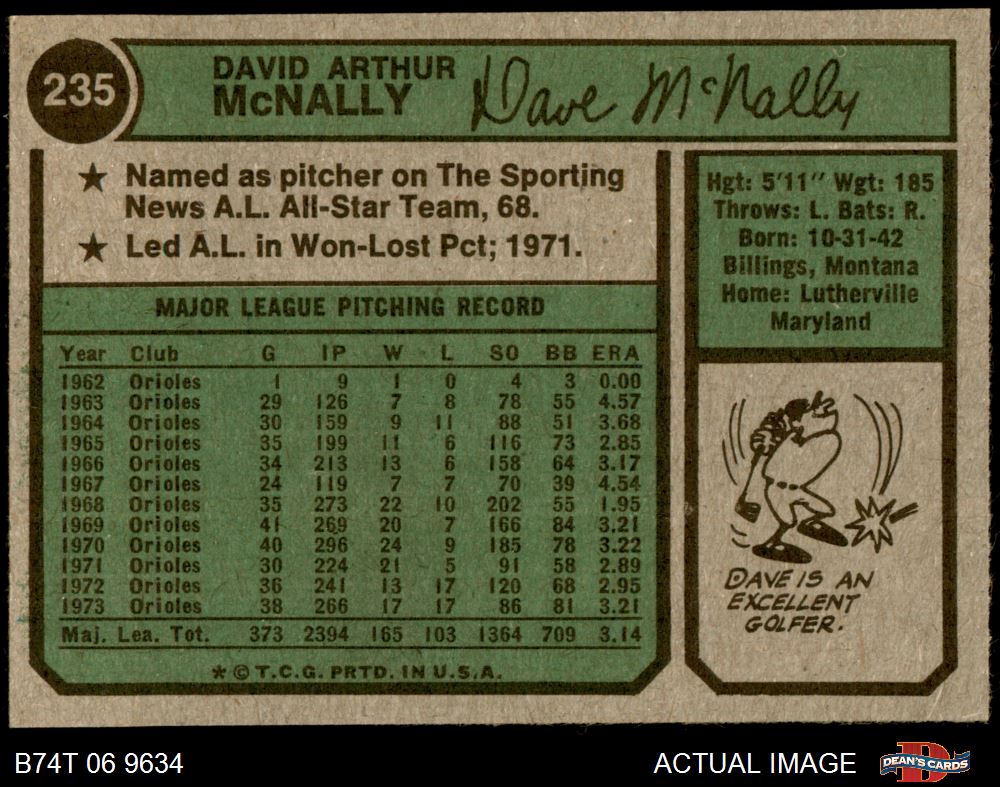 235
DAVID ARTHUR
McNALLY
Dave McNally
★ Named as pitcher on The Sporting
News A.L. All-Star Team, 68.
★ Led A.L. in Won-Lost Pct; 1971.
MAJOR LEAGUE PITCHING RECORD
Year Club G IP W L SO BB ERA
1962 Orioles 1 9 1 0 4 3 0.00
1963 Orioles 29 126 7 8 78 55 4.57
1964 Orioles 30 159 9 11 88 51 3.68
1965 Orioles 35 199 11 6 116 73 2.85
1966 Orioles 34 213 13 6 158 64 3.17
1967 Orioles 24 119 7 7 70 39 4.54
1968 Orioles 35 273 22 10 202 55 1.95
1969 Orioles 41 269 20 7 166 84 3.21
1970 Orioles 40 296 24 9 185 78 3.22
1971 Orioles 30 224 21 5 91 58 2.89
1972 Orioles 36 241 13 17 120 68 2.95
1973 Orioles 38 266 17 17 86 81 3.21
Maj. Lea. Tot. 373 2394 165 103 1364 709 3.14
* © T.C.G. PRTD. IN U.S.A.
Hgt: 5'11" Wgt: 185
Throws: L. Bats: R.
Born: 10-31-42
Billings, Montana
Home: Lutherville
Maryland
DAVE IS AN
EXCELLENT
GOLFER.
B74T 06 9634
ACTUAL IMAGE
DEAN'S CARDS